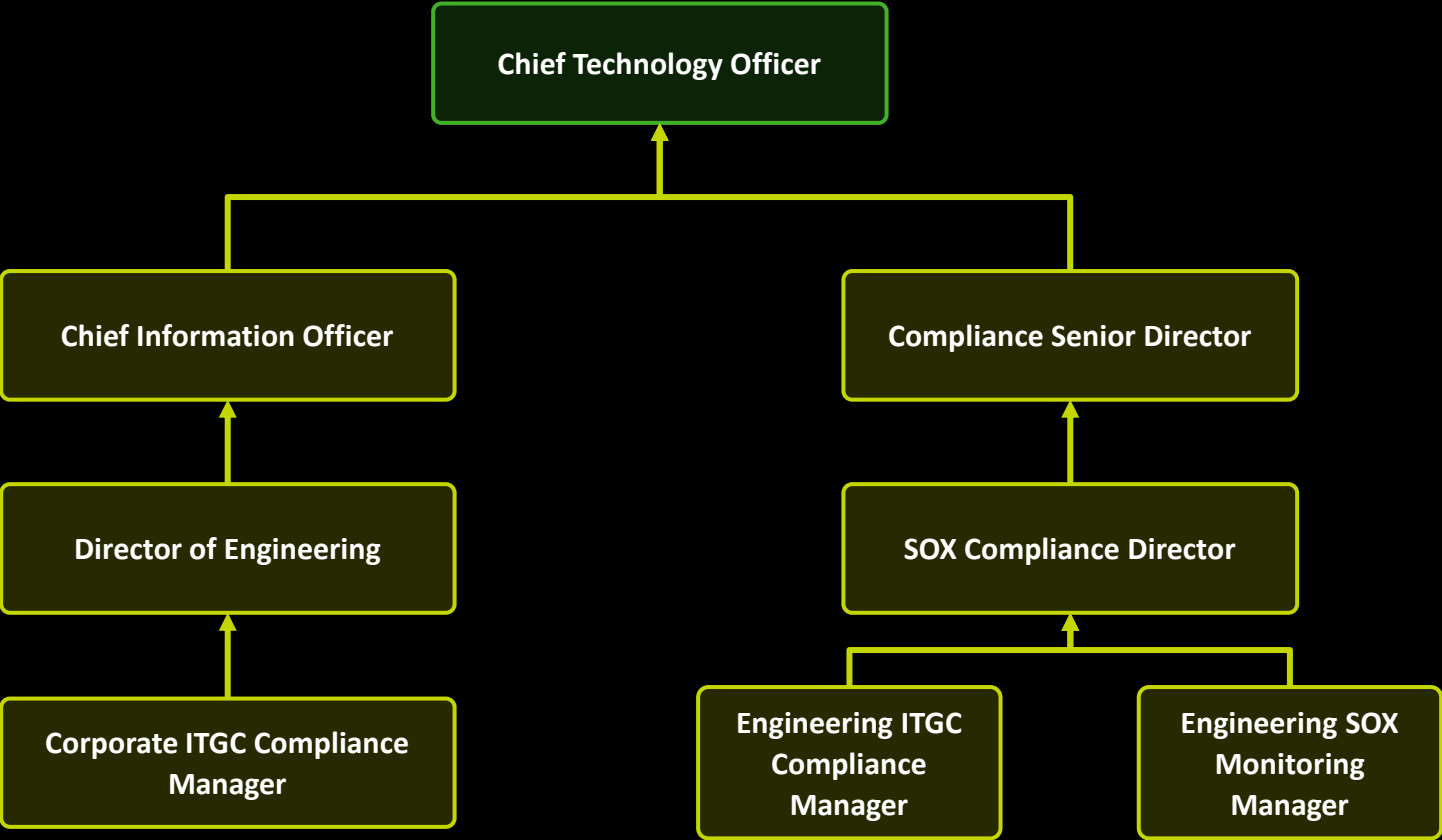 Chief Technology Officer
Chief Information Officer
Compliance Senior Director
Director of Engineering
SOX Compliance Director
Corporate ITGC Compliance
Manager
Engineering ITGC
Compliance
Manager
Engineering SOX
Monitoring
Manager